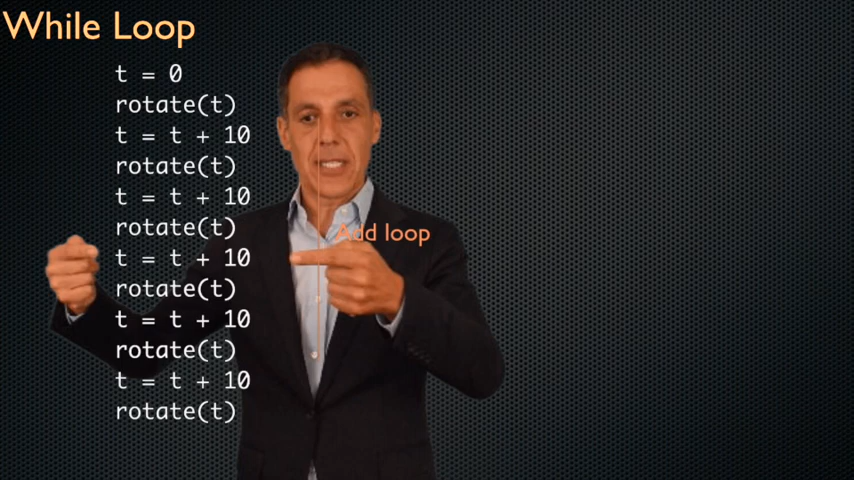 While Loop
t = 0
rotate(t)
t = t + 10
rotate(t)
t = t + 10
rotate(t)
t = t + 10
rotate(t)
t = t + 10
rotate(t)
t = t + 10
rotate(t)
Add loop